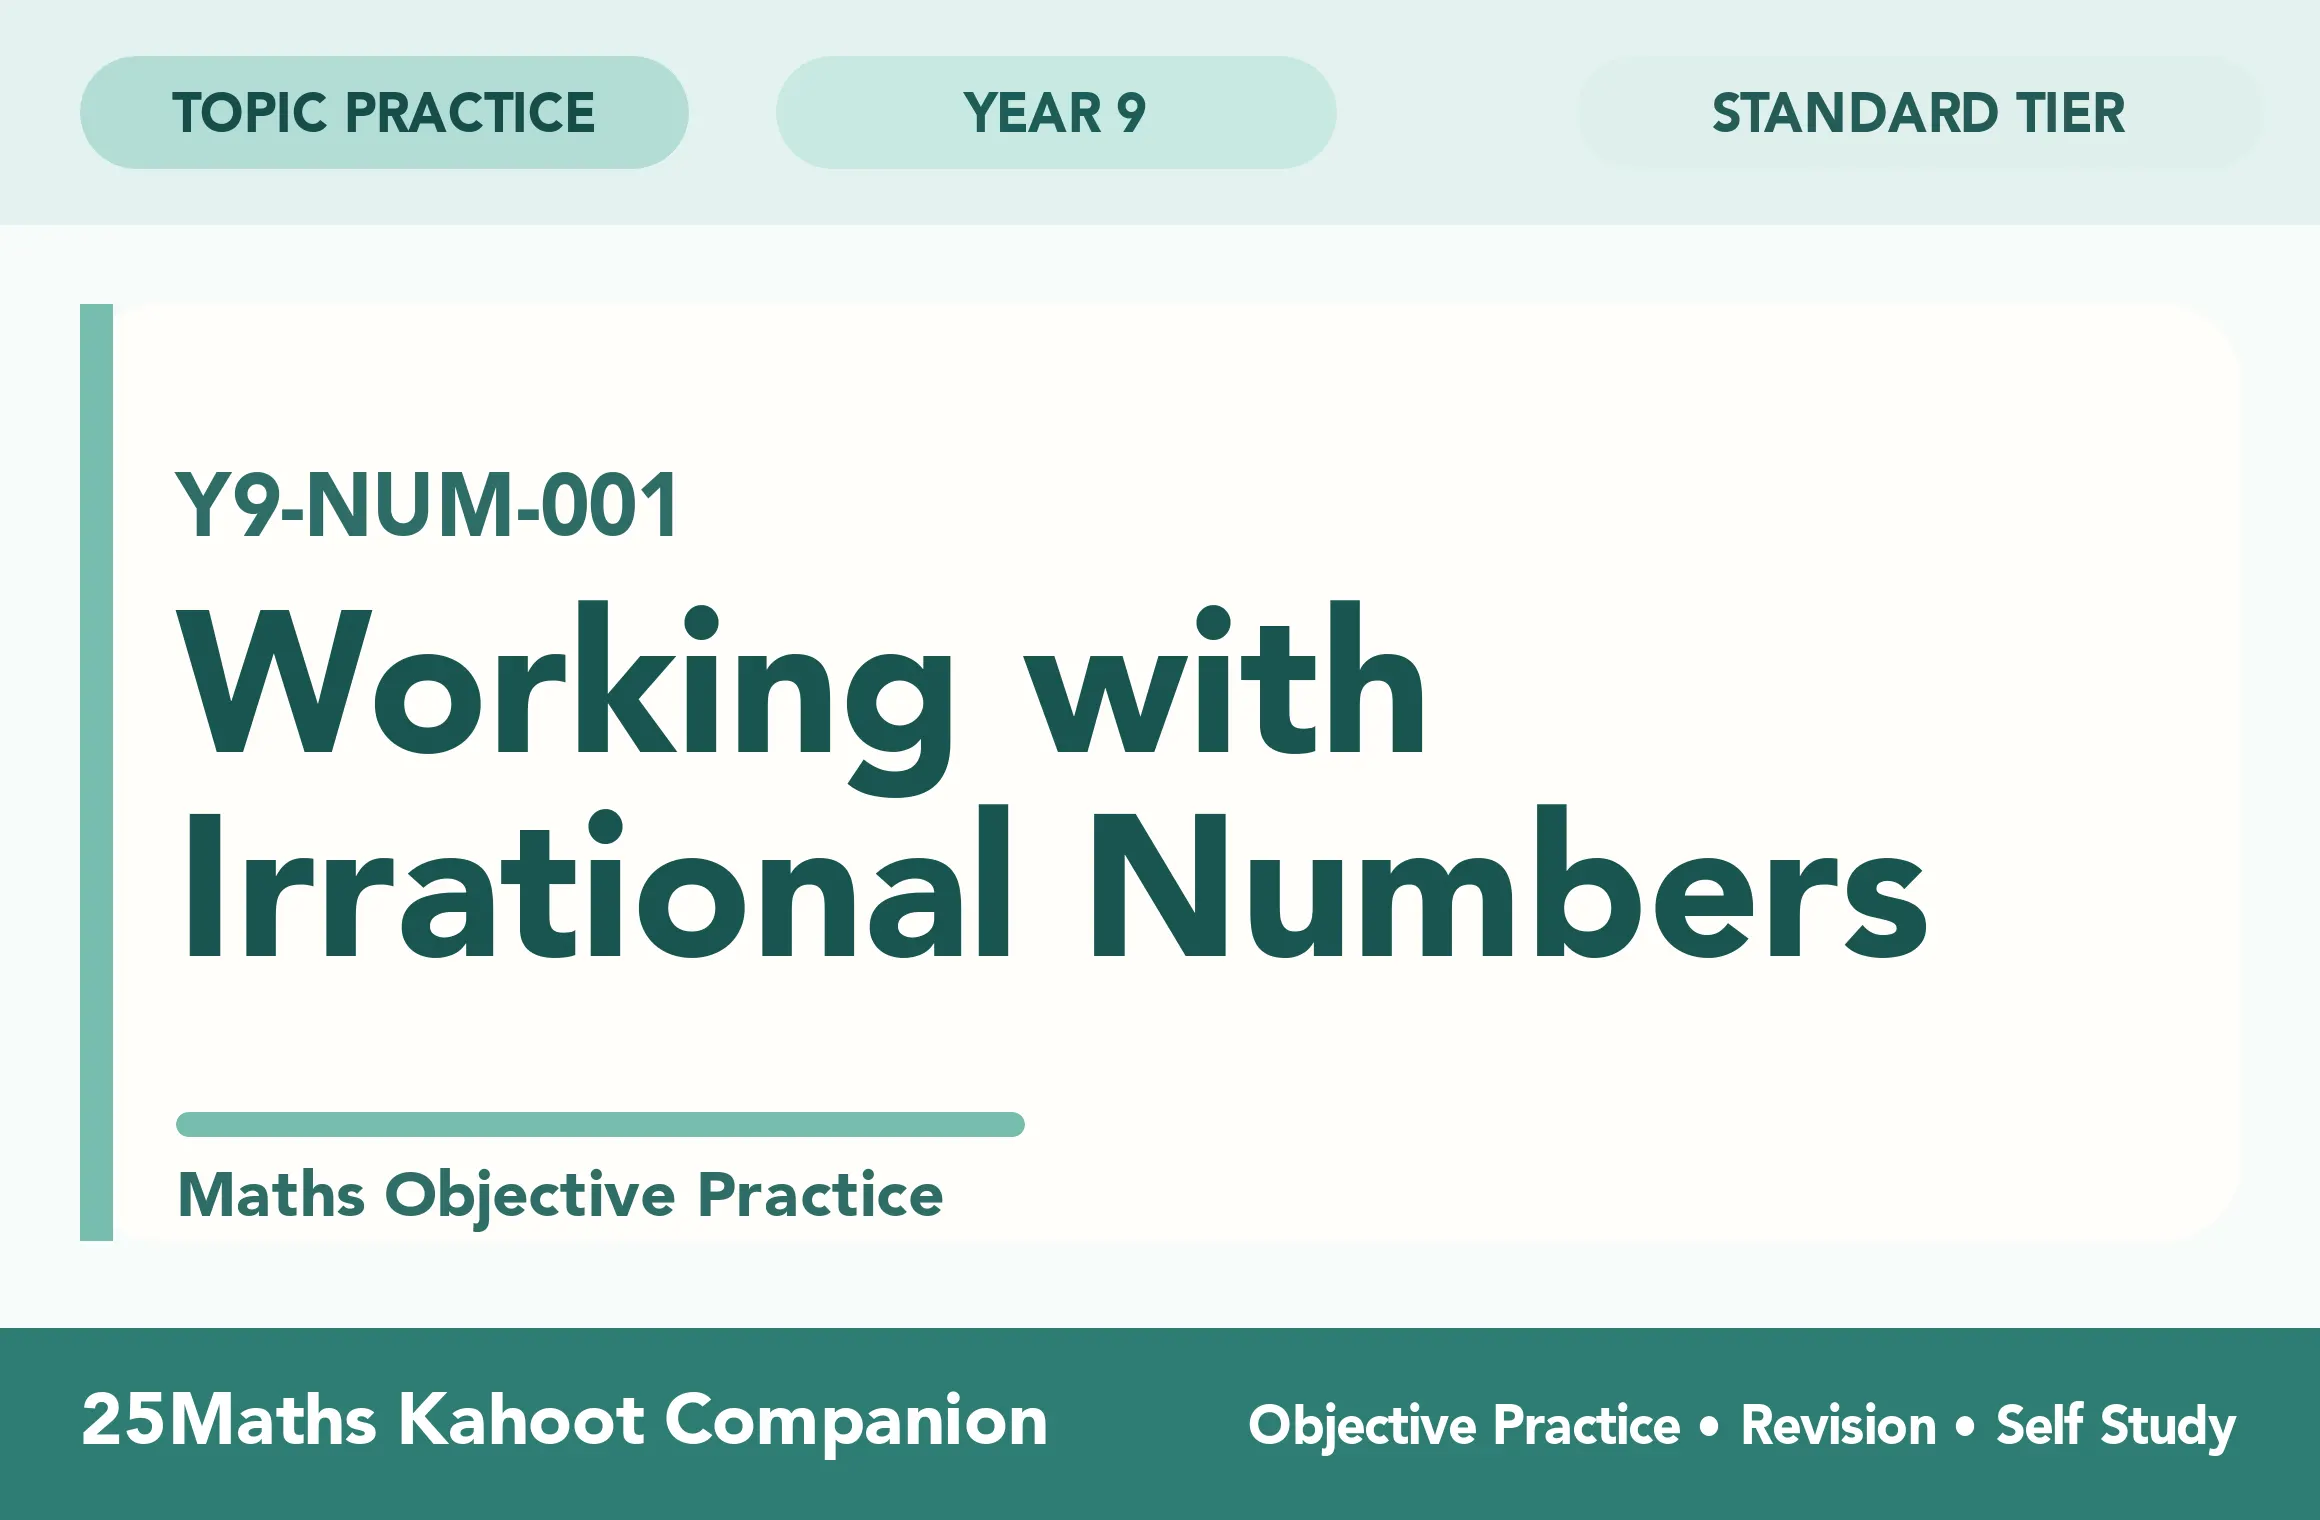 TOPIC PRACTICE
YEAR 9
STANDARD TIER
Y9-NUM-001
Working with
Irrational Numbers
Maths Objective Practice
25Maths Kahoot Companion
Objective Practice • Revision • Self Study